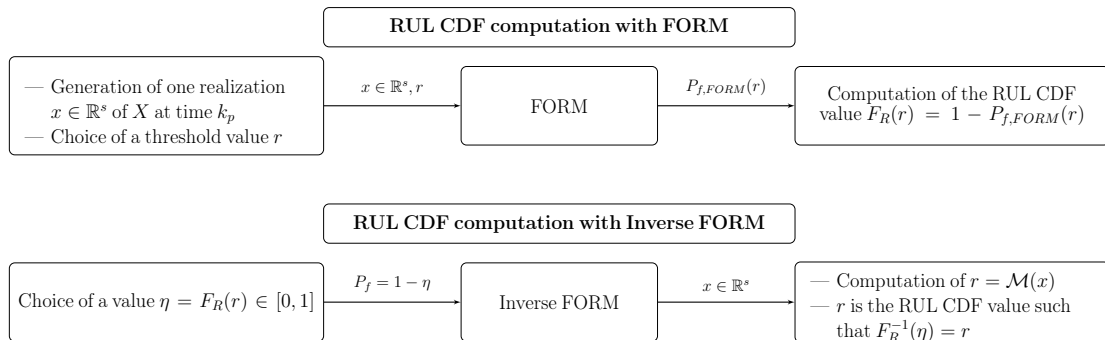 RUL CDF computation with FORM
— Generation of one realization
x ∈ ℝ^s of X at time k_p
— Choice of a threshold value r
x ∈ ℝ^s, r
FORM
P_{f,FORM}(r)
Computation of the RUL CDF
value F_R(r) = 1 − P_{f,FORM}(r)
RUL CDF computation with Inverse FORM
Choice of a value η = F_R(r) ∈ [0, 1]
P_f = 1 − η
Inverse FORM
x ∈ ℝ^s
— Computation of r = ℳ(x)
— r is the RUL CDF value such
that F_R^{−1}(η) = r